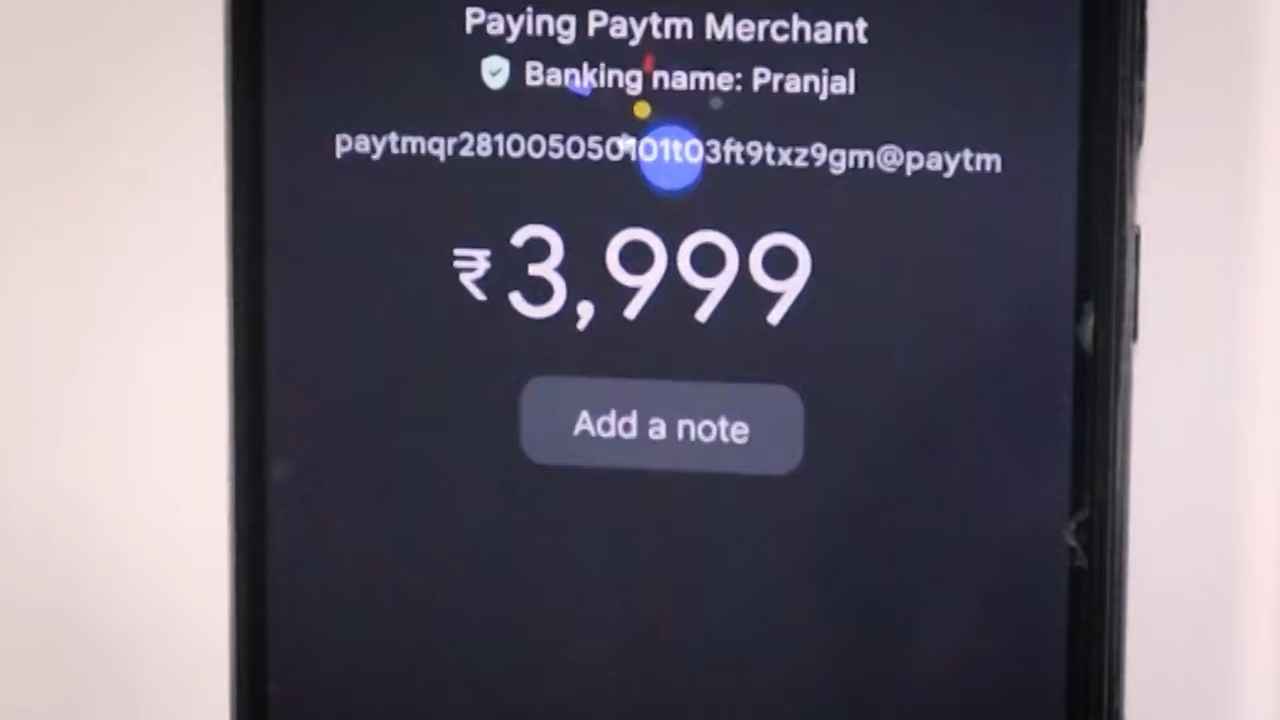 Paying Paytm Merchant
Banking name: Pranjal
paytmqr281005050101t03ft9txz9gm@paytm
₹3,999
Add a note